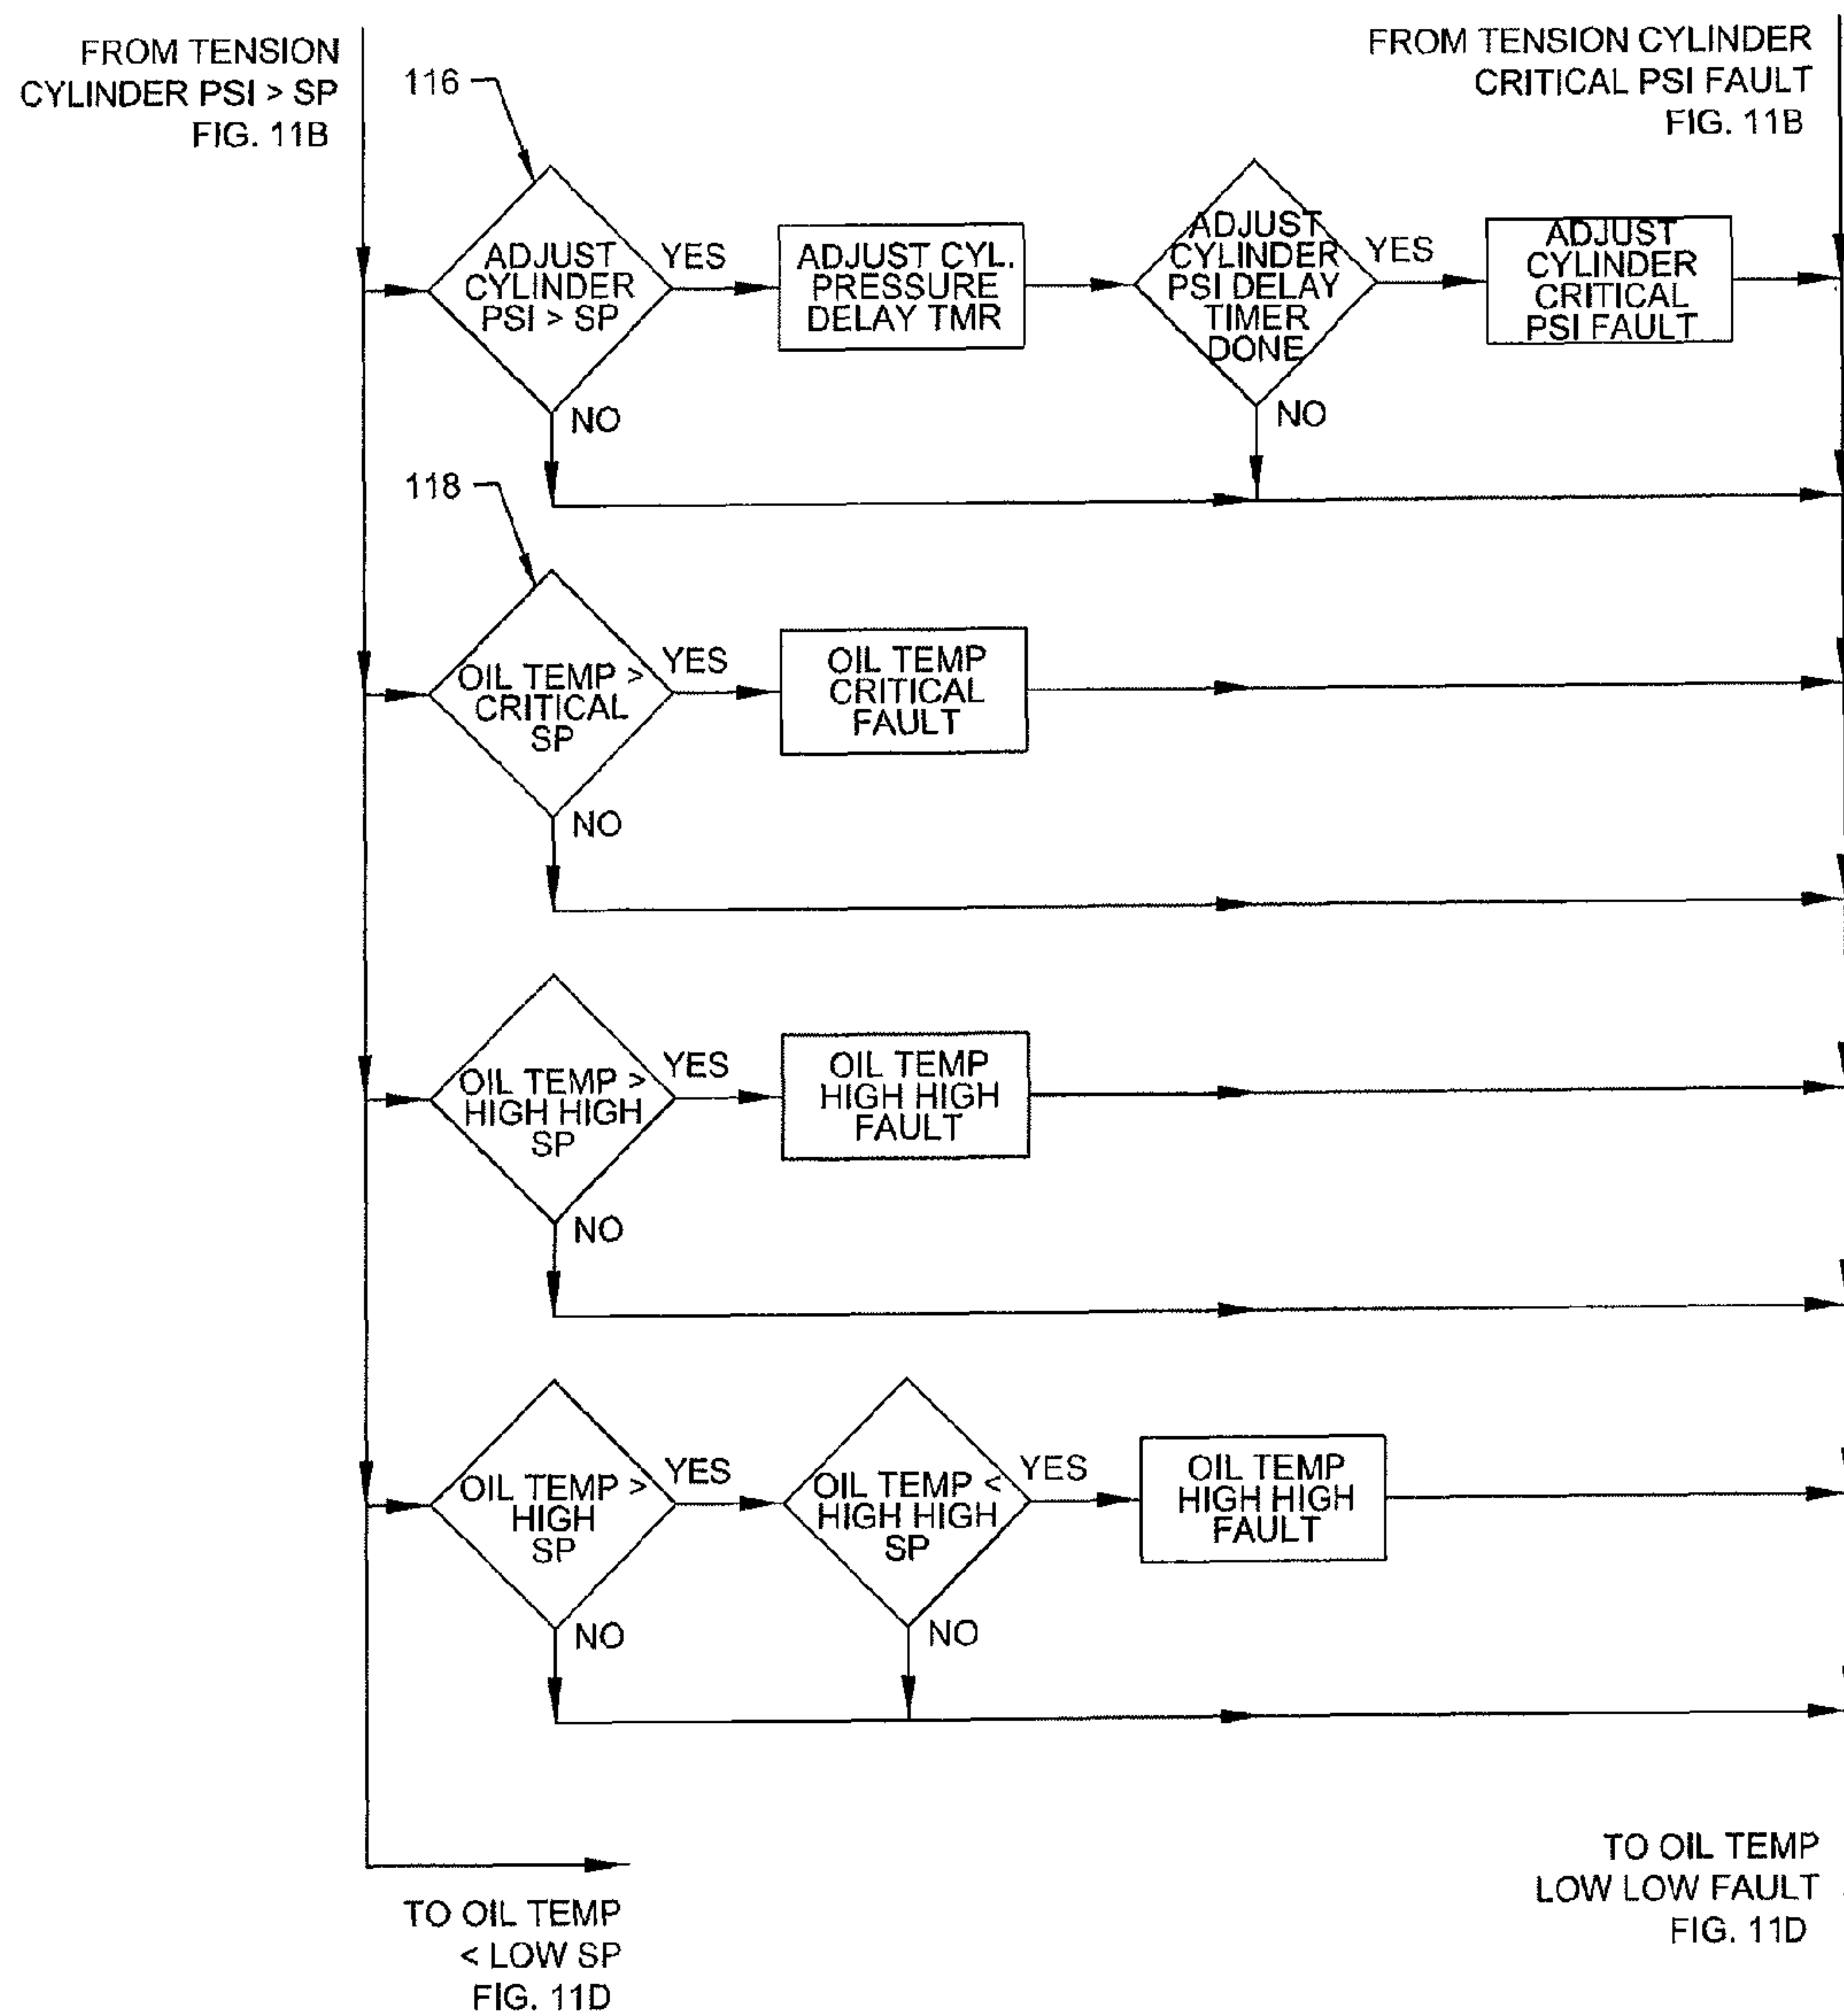 FROM TENSION
CYLINDER PSI > SP
FIG. 11B
FROM TENSION CYLINDER
CRITICAL PSI FAULT
FIG. 11B
116
ADJUST
CYLINDER
PSI > SP
YES
NO
ADJUST CYL.
PRESSURE
DELAY TMR
ADJUST
CYLINDER
PSI DELAY
TIMER
DONE
YES
NO
ADJUST
CYLINDER
CRITICAL
PSI FAULT
118
OIL TEMP >
CRITICAL
SP
YES
NO
OIL TEMP
CRITICAL
FAULT
OIL TEMP >
HIGH HIGH
SP
YES
NO
OIL TEMP
HIGH HIGH
FAULT
OIL TEMP >
HIGH
SP
YES
NO
OIL TEMP <
HIGH HIGH
SP
YES
NO
OIL TEMP
HIGH HIGH
FAULT
TO OIL TEMP
< LOW SP
FIG. 11D
TO OIL TEMP
LOW LOW FAULT
FIG. 11D